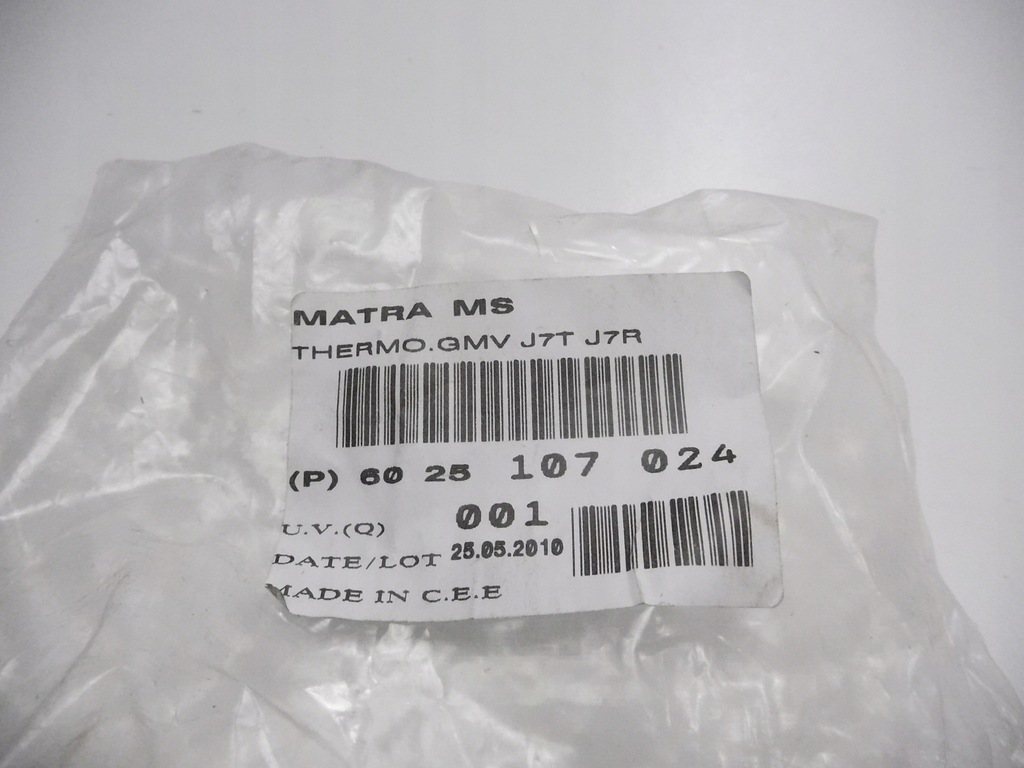 MATRA MS
THERMO.GMV J7T J7R
(P) 60 25 107 024
U.V.(Q) 001
DATE/LOT 25.05.2010
MADE IN C.E.E